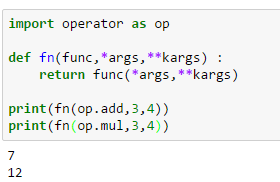 import operator as op
def fn(func,*args,**kargs) :
    return func(*args,**kargs)
print(fn(op.add,3,4))
print(fn(op.mul,3,4))
7
12